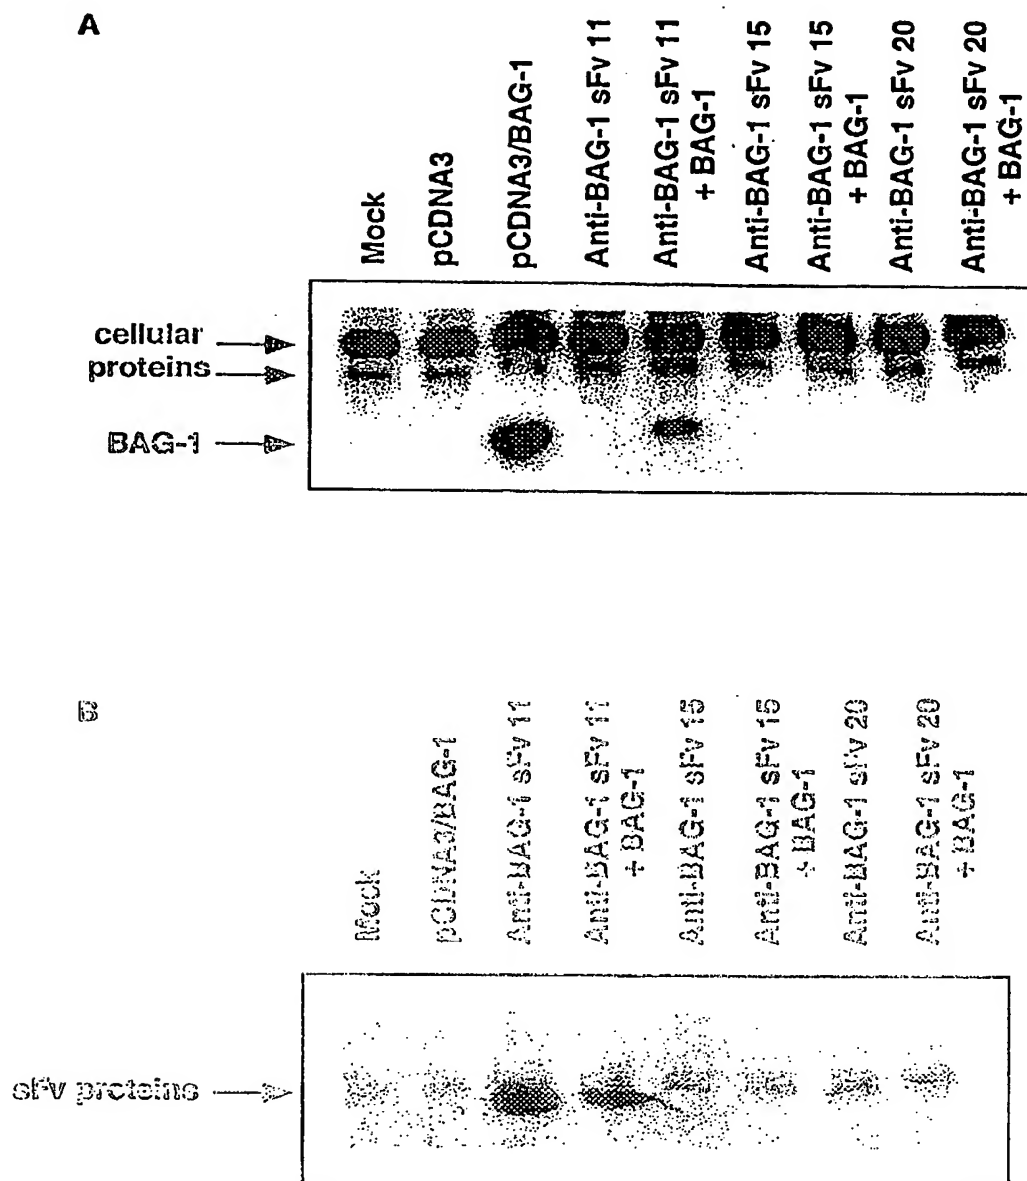 A
Mock
pCDNA3
pCDNA3/BAG-1
Anti-BAG-1 sFv 11
Anti-BAG-1 sFv 11
+ BAG-1
Anti-BAG-1 sFv 15
Anti-BAG-1 sFv 15
+ BAG-1
Anti-BAG-1 sFv 20
Anti-BAG-1 sFv 20
+ BAG-1
cellular
proteins
BAG-1
B
Mock
pCDNA3/BAG-1
Anti-BAG-1 sFv 11
Anti-BAG-1 sFv 11
+ BAG-1
Anti-BAG-1 sFv 15
Anti-BAG-1 sFv 15
+ BAG-1
Anti-BAG-1 sFv 20
Anti-BAG-1 sFv 20
+ BAG-1
sFv proteins